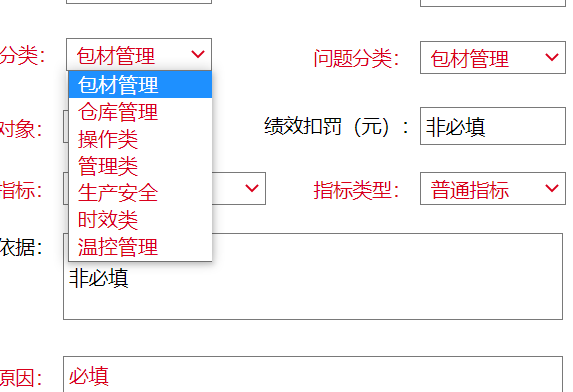 分类： 包材管理 问题分类： 包材管理
包材管理
仓库管理
对象： 绩效扣罚（元）： 非必填
操作类
管理类
指标： 指标类型： 普通指标
生产安全
时效类
温控管理
依据：
非必填
原因： 必填